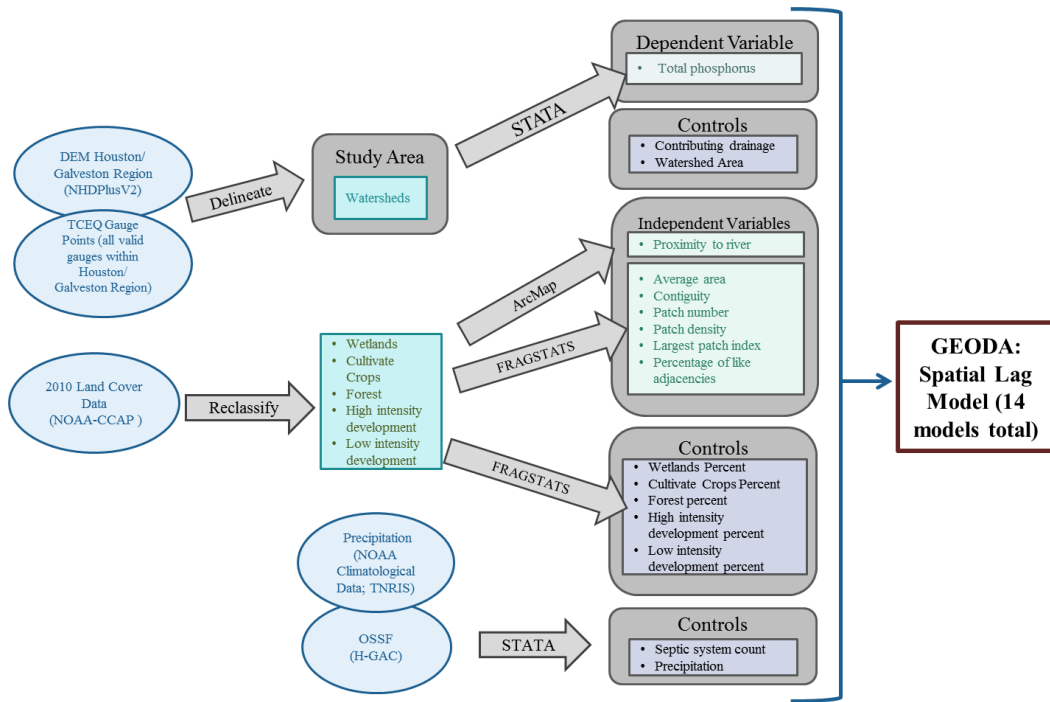 DEM Houston/
Galveston Region
(NHDPlusV2)
TCEQ Gauge
Points (all valid
gauges within
Houston/
Galveston Region)
Delineate
Study Area
Watersheds
STATA
Dependent Variable
• Total phosphorus
Controls
• Contributing drainage
• Watershed Area
2010 Land Cover
Data
(NOAA-CCAP )
Reclassify
• Wetlands
• Cultivate
Crops
• Forest
• High intensity
development
• Low intensity
development
ArcMap
FRAGSTATS
FRAGSTATS
Independent Variables
• Proximity to river
• Average area
• Contiguity
• Patch number
• Patch density
• Largest patch index
• Percentage of like
adjacencies
Controls
• Wetlands Percent
• Cultivate Crops Percent
• Forest percent
• High intensity
development percent
• Low intensity
development percent
Precipitation
(NOAA
Climatological
Data; TNRIS)
OSSF
(H-GAC)
STATA
Controls
• Septic system count
• Precipitation
GEODA:
Spatial Lag
Model (14
models total)